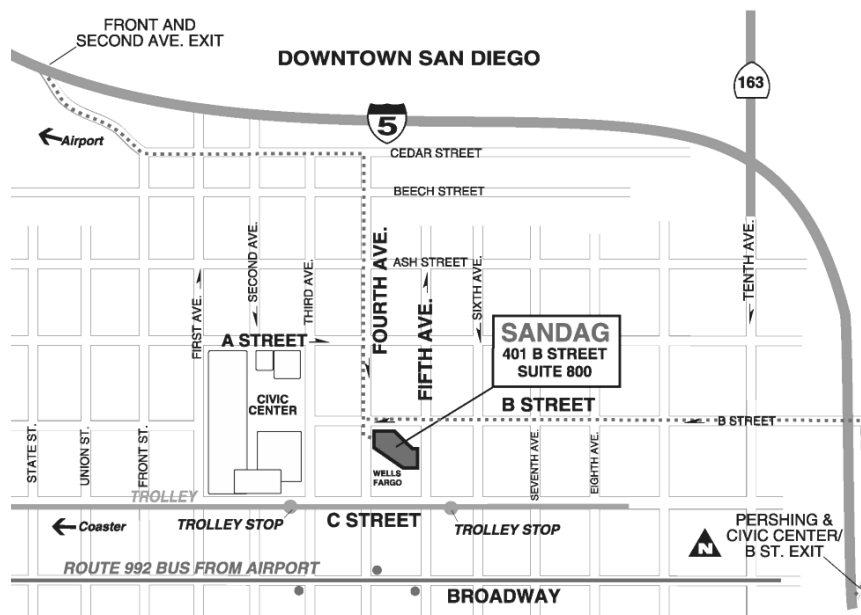 FRONT AND
SECOND AVE. EXIT
DOWNTOWN SAN DIEGO
163
5
Airport
CEDAR STREET
BEECH STREET
ASH STREET
FIRST AVE.
SECOND AVE.
THIRD AVE.
FOURTH AVE.
FIFTH AVE.
SIXTH AVE.
TENTH AVE.
A STREET
SANDAG
401 B STREET
SUITE 800
CIVIC
CENTER
B STREET
B STREET
STATE ST.
UNION ST.
FRONT ST.
WELLS
FARGO
SEVENTH AVE.
EIGHTH AVE.
TROLLEY
Coaster
TROLLEY STOP
C STREET
TROLLEY STOP
N
PERSHING &
CIVIC CENTER/
B ST. EXIT
ROUTE 992 BUS FROM AIRPORT
BROADWAY